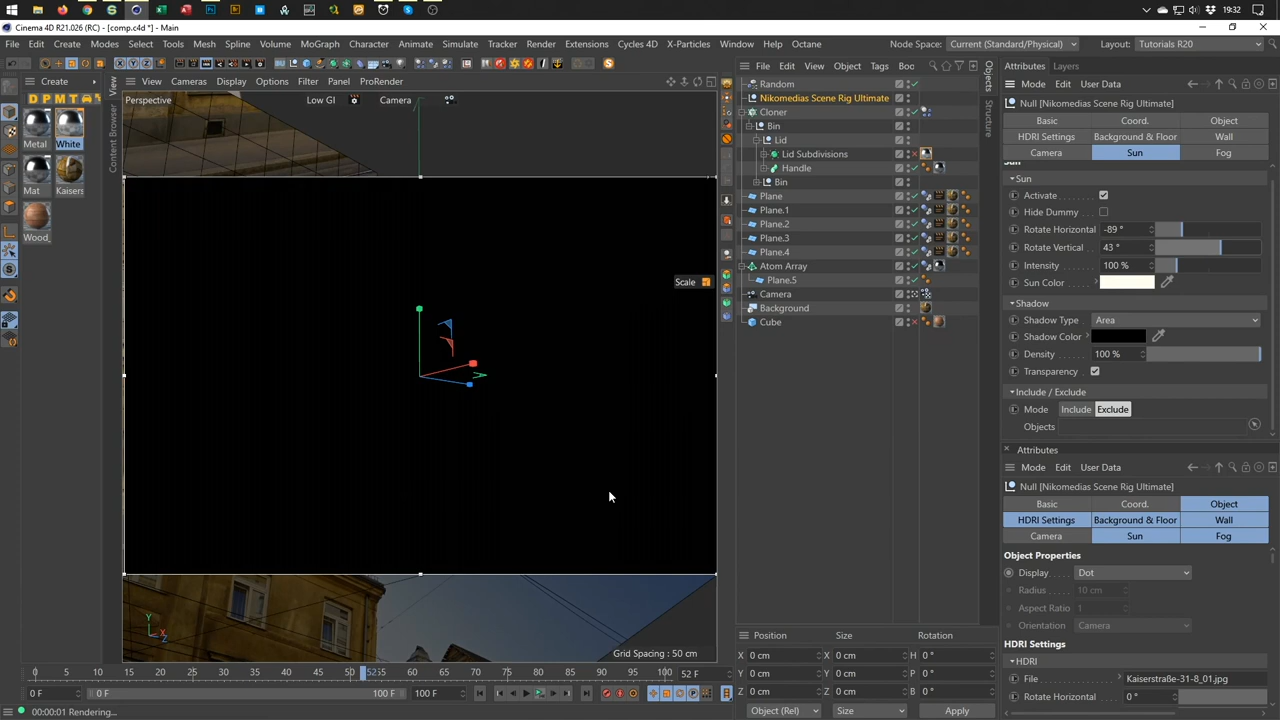 19:32
Cinema 4D R21.026 (RC) - [comp.c4d *] - Main
File Edit Create Modes Select Tools Mesh Spline Volume MoGraph Character Animate Simulate Tracker Render Extensions Cycles 4D X-Particles Window Help Octane
Node Space: Current (Standard/Physical) Layout: Tutorials R20
Create
D P M T
Metal White
Mat Kaisers
Wood_
View
Content Browser
View Cameras Display Options Filter Panel ProRender
Perspective Low GI Camera
Scale
Grid Spacing : 50 cm
Y X Z
File Edit View Object Tags Boc
Random
Nikomedias Scene Rig Ultimate
Cloner
Bin
Lid
Lid Subdivisions
Handle
Bin
Plane
Plane.1
Plane.2
Plane.3
Plane.4
Atom Array
Plane.5
Camera
Background
Cube
Objects
Structure
Attributes Layers
Mode Edit User Data
Null [Nikomedias Scene Rig Ultimate]
Basic Coord. Object
HDRI Settings Background & Floor Wall
Camera Sun Fog
Sun
Sun
Activate
Hide Dummy
Rotate Horizontal -89 °
Rotate Vertical 43 °
Intensity 100 %
Sun Color
Shadow
Shadow Type Area
Shadow Color
Density 100 %
Transparency
Include / Exclude
Mode Include Exclude
Objects
Attributes
Mode Edit User Data
Null [Nikomedias Scene Rig Ultimate]
Basic Coord. Object
HDRI Settings Background & Floor Wall
Camera Sun Fog
Object Properties
Display Dot
Radius 10 cm
Aspect Ratio 1
Orientation Camera
HDRI Settings
HDRI
File Kaiserstraße-31-8_01.jpg
Rotate Horizontal 0 °
Position Size Rotation
X 0 cm X 0 cm H 0 °
Y 0 cm Y 0 cm P 0 °
Z 0 cm Z 0 cm B 0 °
Object (Rel) Size Apply
0 5 10 15 20 25 30 35 40 45 50 52 55 60 65 70 75 80 85 90 95 100 52 F
0 F 0 F 100 F 100 F
00:00:01 Rendering...